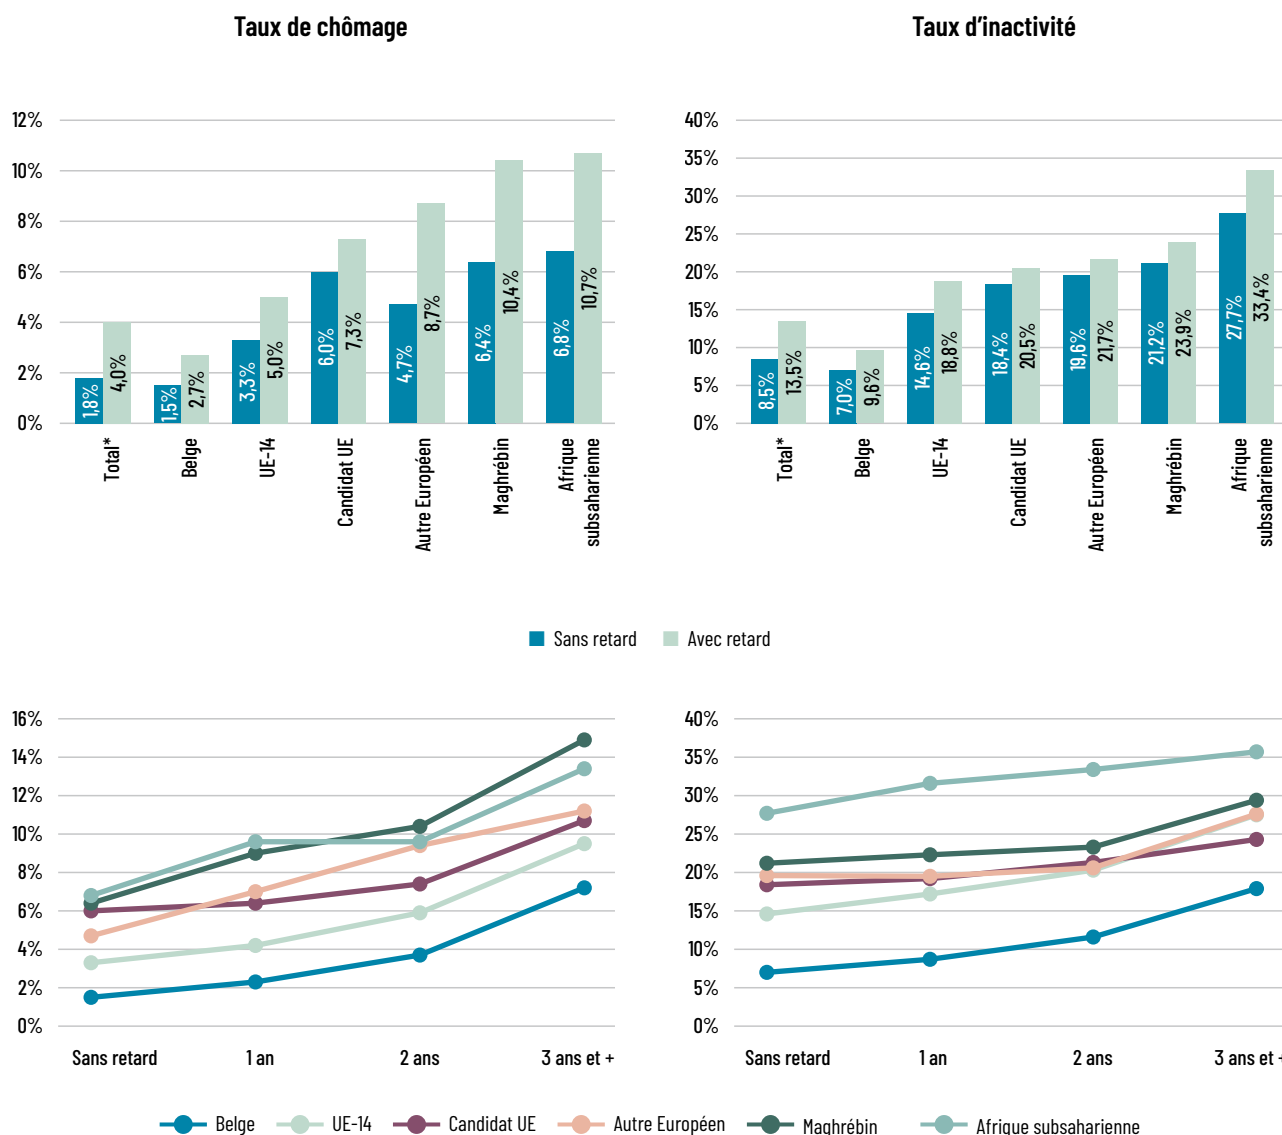 Taux de chômage
12%
10%
8%
6%
4%
2%
0%
1,8%
4,0%
1,5%
2,7%
3,3%
5,0%
6,0%
7,3%
4,7%
8,7%
6,4%
10,4%
6,8%
10,7%
Total*
Belge
UE-14
Candidat UE
Autre Européen
Maghrébin
Afrique
subsaharienne
Taux d'inactivité
40%
35%
30%
25%
20%
15%
10%
5%
0%
8,5%
13,5%
7,0%
9,6%
14,6%
18,8%
18,4%
20,5%
19,6%
21,7%
21,2%
23,9%
27,7%
33,4%
Total*
Belge
UE-14
Candidat UE
Autre Européen
Maghrébin
Afrique
subsaharienne
Sans retard
Avec retard
16%
14%
12%
10%
8%
6%
4%
2%
0%
Sans retard
1 an
2 ans
3 ans et +
40%
35%
30%
25%
20%
15%
10%
5%
0%
Sans retard
1 an
2 ans
3 ans et +
Belge
UE-14
Candidat UE
Autre Européen
Maghrébin
Afrique subsaharienne